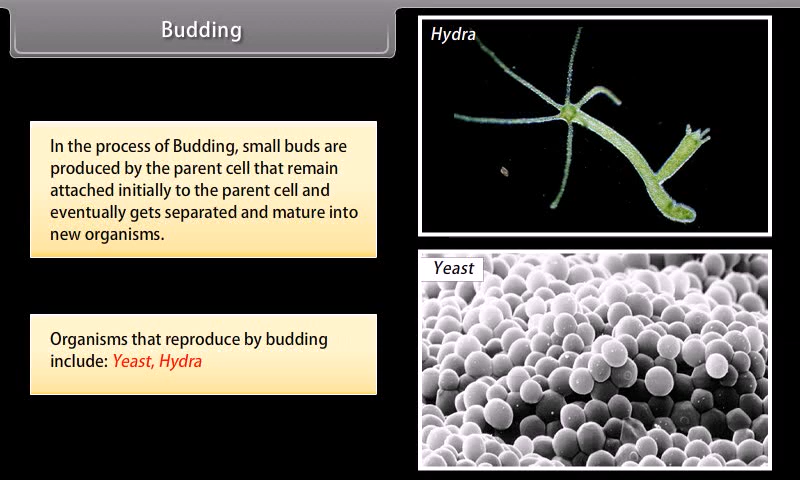 Budding
Hydra
In the process of Budding, small buds are
produced by the parent cell that remain
attached initially to the parent cell and
eventually gets separated and mature into
new organisms.
Yeast
Organisms that reproduce by budding
include: Yeast, Hydra